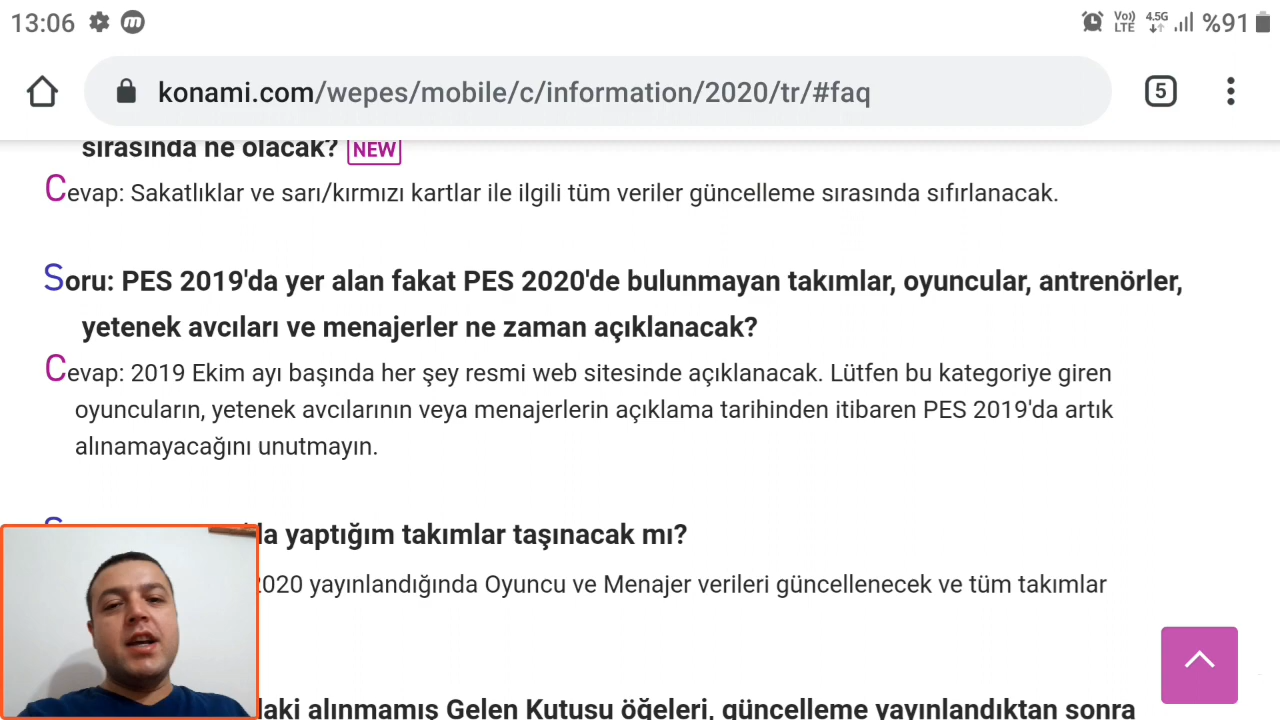 13:06
Vo)) LTE 4.5G %91
konami.com/wepes/mobile/c/information/2020/tr/#faq
5
sırasında ne olacak? NEW
Cevap: Sakatlıklar ve sarı/kırmızı kartlar ile ilgili tüm veriler güncelleme sırasında sıfırlanacak.
Soru: PES 2019'da yer alan fakat PES 2020'de bulunmayan takımlar, oyuncular, antrenörler,
yetenek avcıları ve menajerler ne zaman açıklanacak?
Cevap: 2019 Ekim ayı başında her şey resmi web sitesinde açıklanacak. Lütfen bu kategoriye giren
oyuncuların, yetenek avcılarının veya menajerlerin açıklama tarihinden itibaren PES 2019'da artık
alınamayacağını unutmayın.
yaptığım takımlar taşınacak mı?
2020 yayınlandığında Oyuncu ve Menajer verileri güncellenecek ve tüm takımlar
alınmamış Gelen Kutusu öğeleri, güncelleme yayınlandıktan sonra